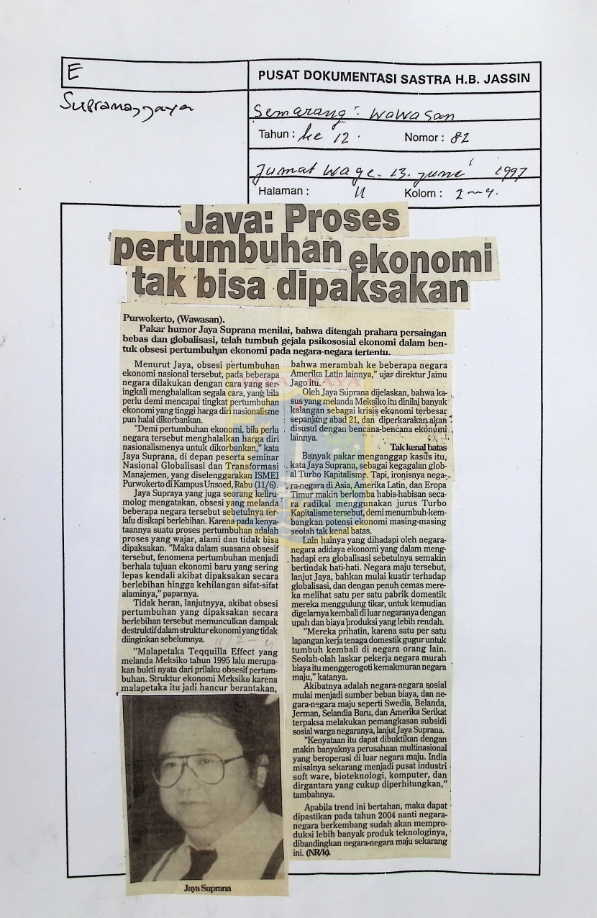 E
PUSAT DOKUMENTASI SASTRA H.B. JASSIN
Suprana, Jaya
Semarang: Wawasan
Tahun: ke 12. Nomor: 82
Jumat Wage. 13. Juni 1997
Halaman: II Kolom: 2-4.
Java: Proses
pertumbuhan ekonomi
tak bisa dipaksakan
Purwokerto, (Wawasan).
Pakar humor Jaya Suprana menilai, bahwa ditengah prahara persaingan
bebas dan globalisasi, telah tumbuh gejala psikososial ekonomi dalam ben-
tuk obsesi pertumbuhan ekonomi pada negara-negara tertentu.
Menurut Jaya, obsesi pertumbuhan
ekonomi nasional tersebut, pada beberapa
negara dilakukan dengan cara yang ser-
ingkali menghalalkan segala cara, yang bila
perlu demi mencapai tingkat pertumbuhan
ekonomi yang tinggi harga diri nasionalisme
pun halal dikorbankan.
"Demi pertumbuhan ekonomi, bila perlu
negara tersebut menghalalkan harga diri
nasionalismenya untuk dikorbankan," kata
Jaya Suprana, di depan peserta seminar
Nasional Globalisasi dan Transformasi
Manajemen, yang diselenggarakan ISMEI
Purwokerto di Kampus Unsoed, Rabu (11/6).
Jaya Supraya yang juga seorang keliru-
molog mengatakan, obsesi yang melanda
beberapa negara tersebut sebetulnya ter-
lalu disikapi berlebihan. Karena pada kenya-
taannya suatu proses pertumbuhan adalah
proses yang wajar, alami dan tidak bisa
dipaksakan. "Maka dalam suasana obsesif
tersebut, fenomena pertumbuhan menjadi
berhala tujuan ekonomi baru yang sering
lepas kendali akibat dipaksakan secara
berlebihan hingga kehilangan sifat-sifat
alaminya," paparnya.
Tidak heran, lanjutnyya, akibat obsesi
pertumbuhan yang dipaksakan secara
berlebihan tersebut memunculkan dampak
destruktif dalam struktur ekonomi yang tidak
diinginkan sebelumnya.
"Malapetaka Teqquilla Effect yang
melanda Meksiko tahun 1995 lalu merupa-
kan bukti nyata dari prilaku obsesif pertum-
buhan. Struktur ekonomi Meksiko karena
malapetaka itu jadi hancur berantakan,
Jaya Suprana
bahwa merambah ke beberapa negara
Amerika Latin lainnya," ujar direktur Jamu
Jago itu.
Oleh Jaya Suprana dijelaskan, bahwa ka-
sus yang melanda Meksiko itu dinilai banyak
kalangan sebagai krisis ekonomi terbesar
sepanjang abad 21, dan diperkirakan akan
disusul dengan bencana-bencana ekonomi
lainnya.
Tak kenal batas
Banyak pakar menganggap kasus itu,
kata Jaya Suprana, sebagai kegagalan glob-
al Turbo Kapitalisme. Tapi, ironisnya nega-
ra-negara di Asia, Amerika Latin, dan Eropa
Timur makin berlomba habis-habisan seca-
ra radikal menggunakan jurus Turbo
Kapitalisme tersebut, demi menumbuh-kem-
bangkan potensi ekonomi masing-masing
seolah tak kenal batas.
Lain halnya yang dihadapi oleh negara-
negara adidaya ekonomi yang dalam meng-
hadapi era globalisasi sebetulnya semakin
bertindak hati-hati. Negara maju tersebut,
lanjut Jaya, bahkan mulai kuatir terhadap
globalisasi, dan dengan penuh cemas mere-
ka melihat satu per satu pabrik domestik
mereka menggulung tikar, untuk kemudian
digelarnya kembali di luar negaranya dengan
upah dan biaya produksi yang lebih rendah.
"Mereka prihatin, karena satu per satu
lapangan kerja tenaga domestik gugur untuk
tumbuh kembali di negara orang lain.
Seolah-olah laskar pekerja negara murah
biaya itu menggerogoti kemakmuran negara
maju," katanya.
Akibatnya adalah negara-negara sosial
mulai menjadi sumber beban biaya, dan ne-
gara-negara maju seperti Swedia, Belanda,
Jerman, Selandia Baru, dan Amerika Serikat
terpaksa melakukan pemangkasan subsidi
sosial warga negaranya, lanjut Jaya Suprana.
"Kenyataan itu dapat dibuktikan dengan
makin banyaknya perusahaan multinasional
yang beroperasi di luar negara maju. India
misalnya sekarang menjadi pusat industri
soft ware, bioteknologi, komputer, dan
dirgantara yang cukup diperhitungkan,"
tambahnya.
Apabila trend ini bertahan, maka dapat
dipastikan pada tahun 2004 nanti negara-
negara berkembang sudah akan mempro-
duksi lebih banyak produk teknologinya,
dibandingkan negara-negara maju sekarang
ini. (NR/k).